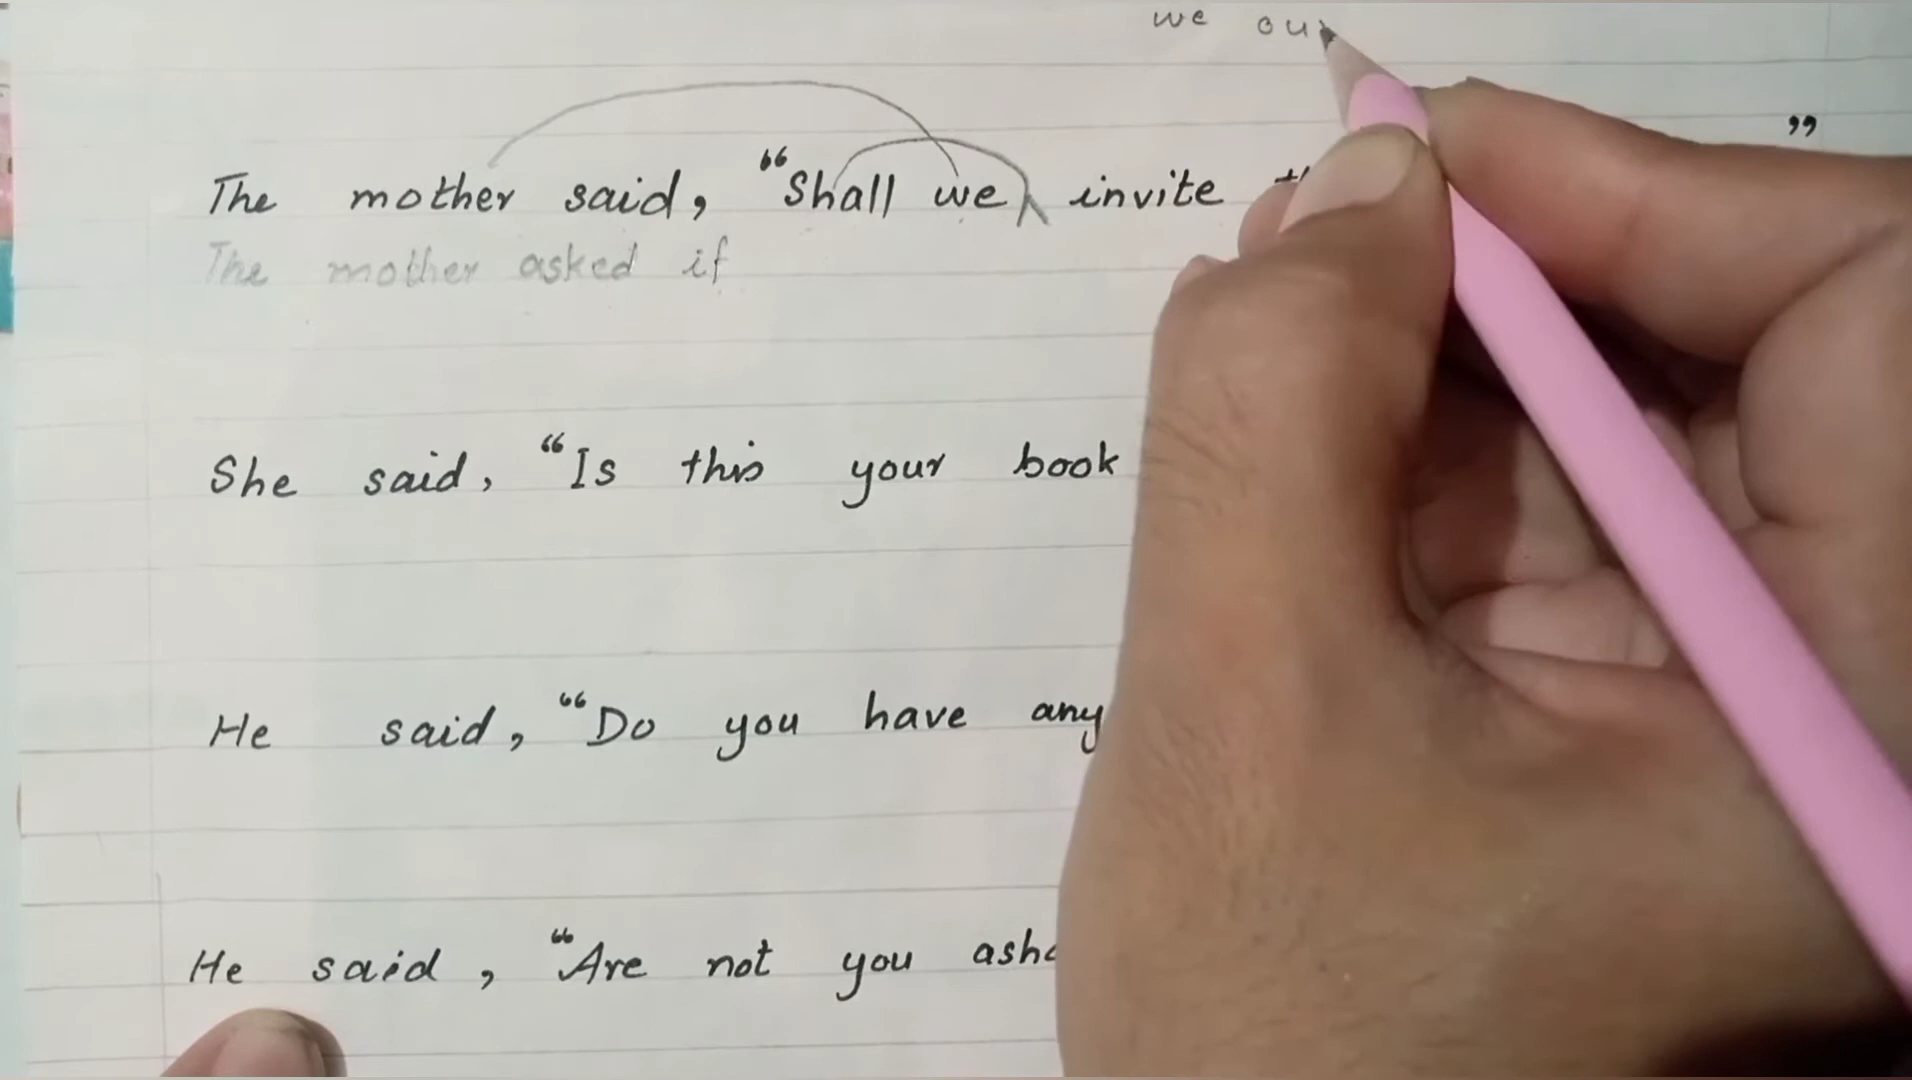 we ou
The mother said, "Shall we invite "
The mother asked if
She said, "Is this your book
He said, "Do you have any
He said, "Are not you